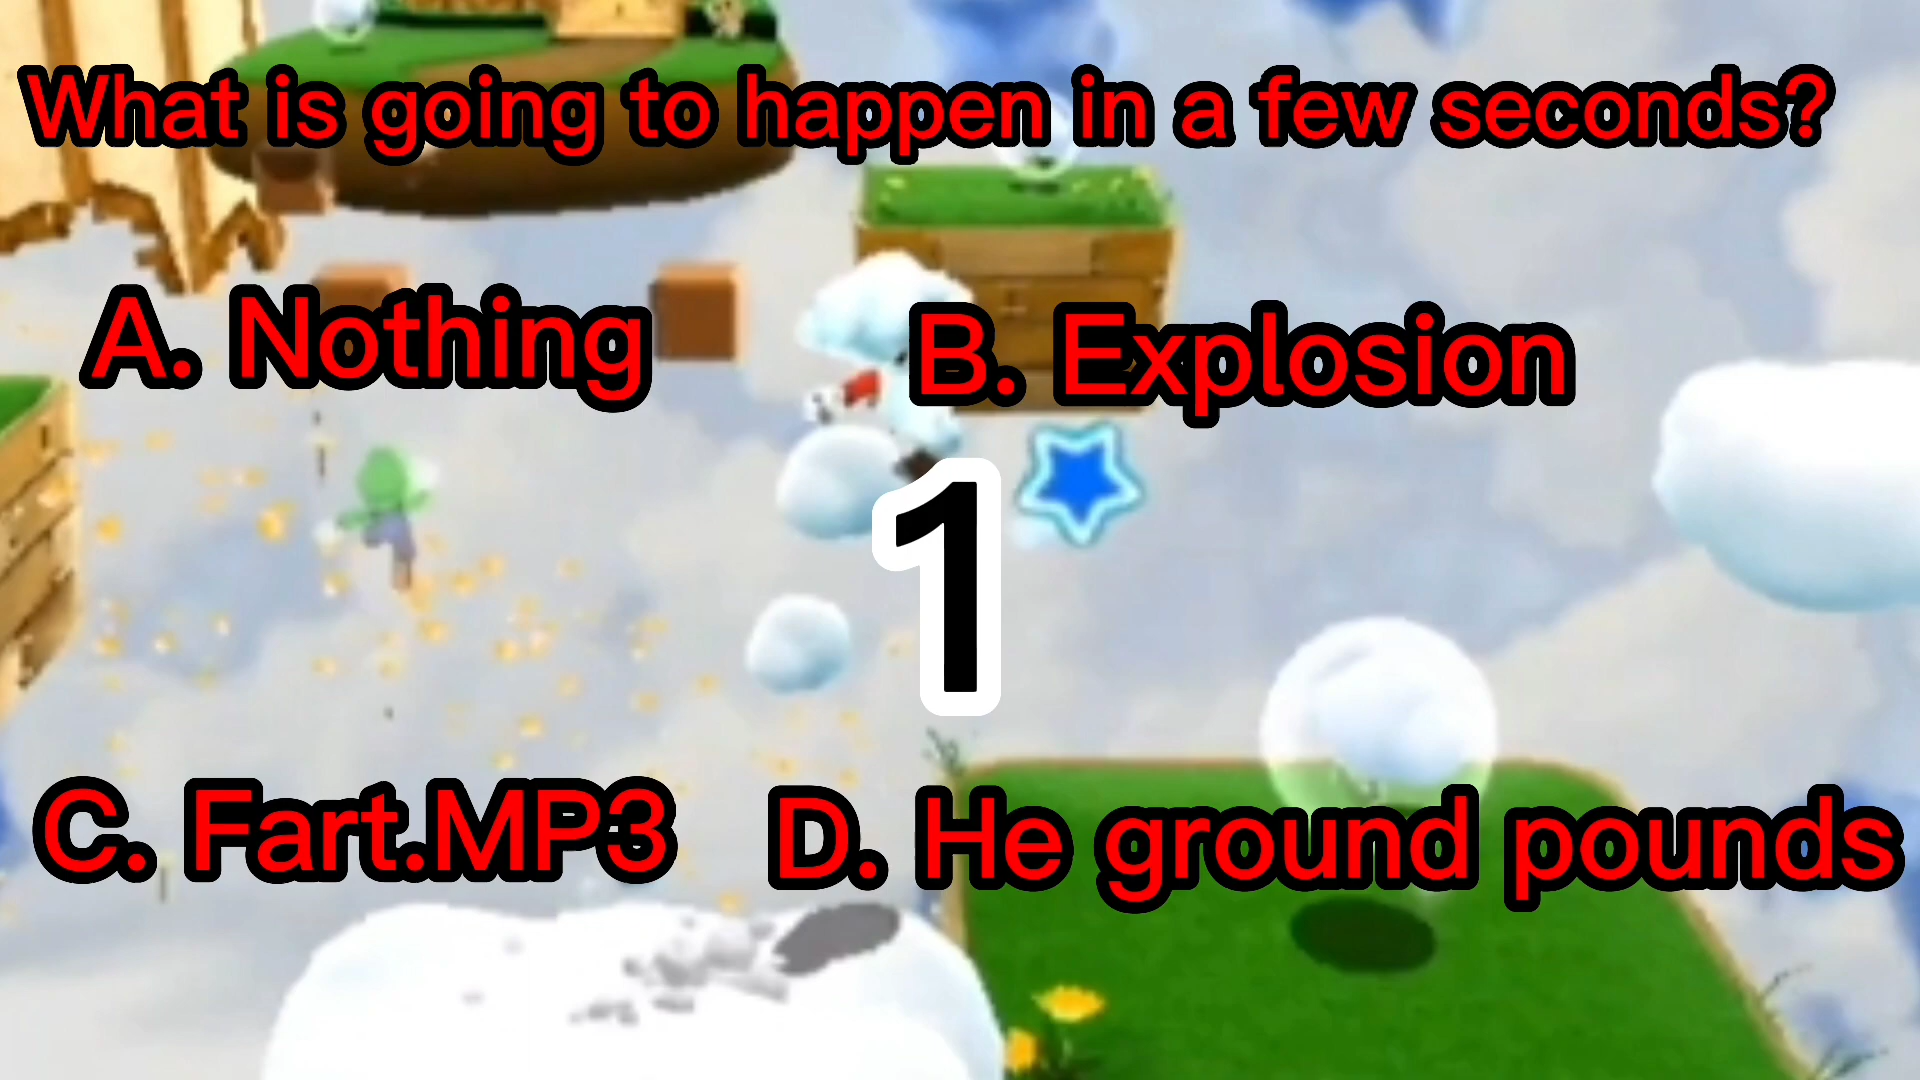 What is going to happen in a few seconds?
A. Nothing
B. Explosion
1
C. Fart.MP3
D. He ground pounds